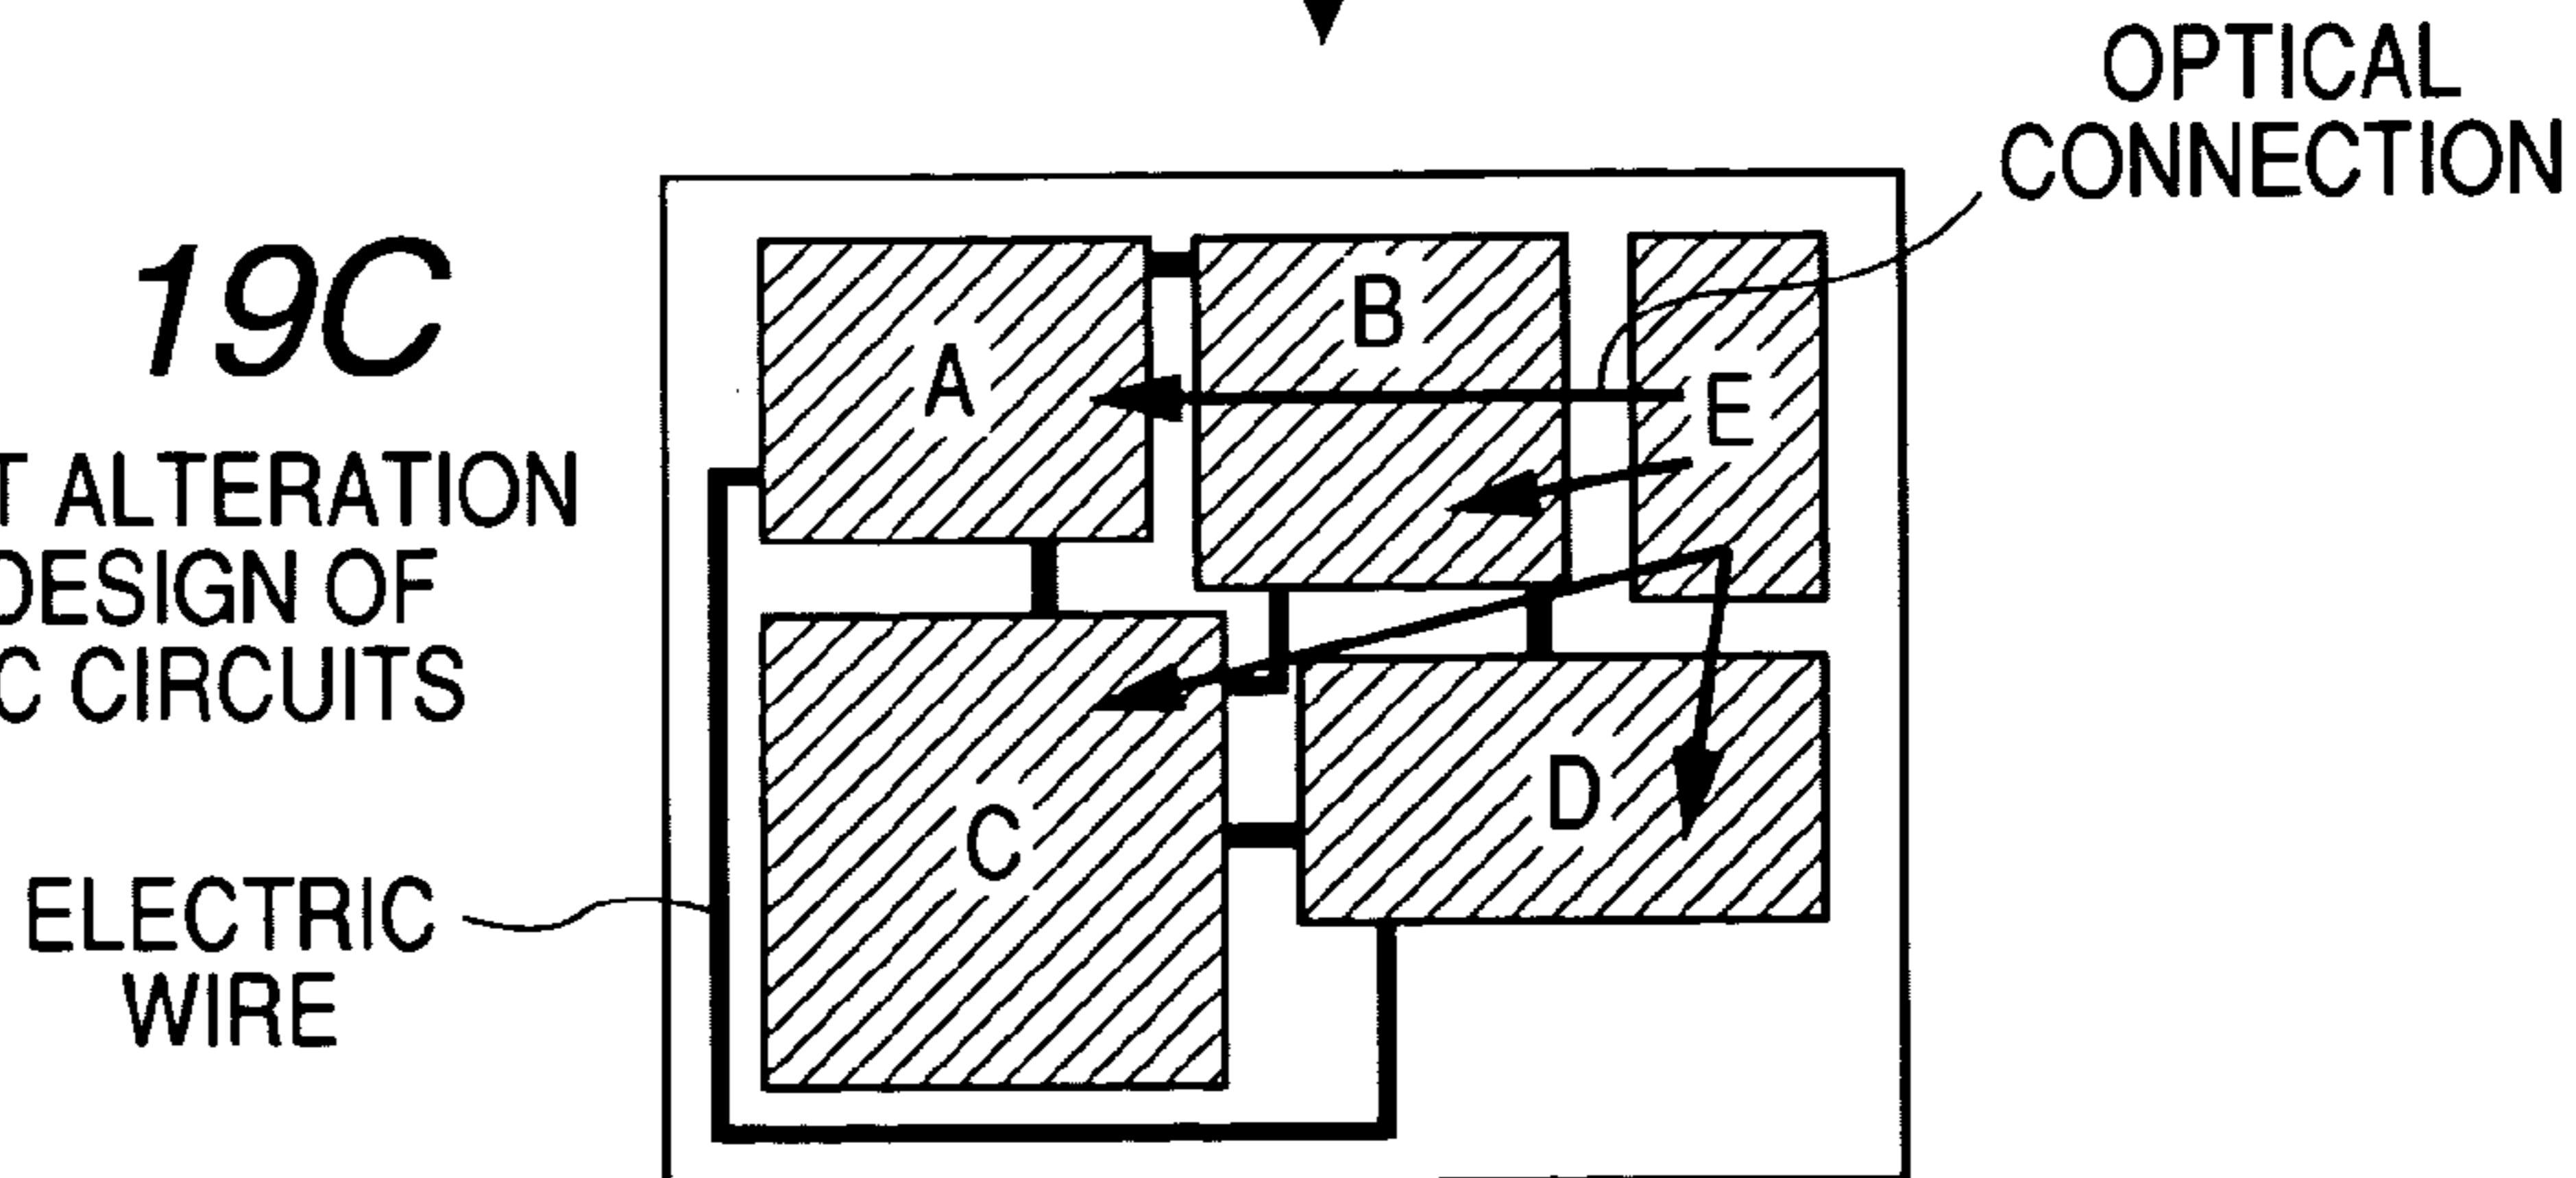 OPTICAL
CONNECTION
19C
T ALTERATION
DESIGN OF
C CIRCUITS
ELECTRIC
WIRE
A
B
E
C
D